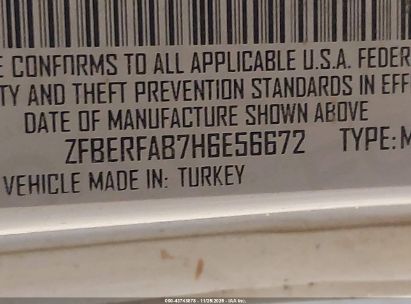 E CONFORMS TO ALL APPLICABLE U.S.A. FEDER
TY AND THEFT PREVENTION STANDARDS IN EFF
DATE OF MANUFACTURE SHOWN ABOVE
ZFBERFAB7H6E56672 TYPE:M
VEHICLE MADE IN: TURKEY